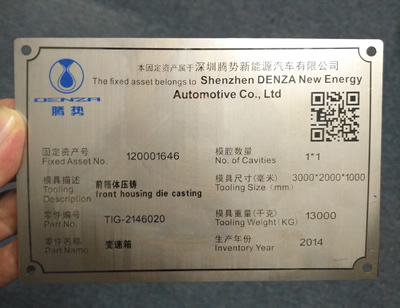 本固定资产属于深圳腾势新能源汽车有限公司
The fixed asset belongs to Shenzhen DENZA New Energy
Automotive Co., Ltd
DENZA
腾势
固定资产号
Fixed Asset No.
120001646
模腔数量
No. of Cavities
1*1
模具描述
Tooling
Description
前箱体压铸
front housing die casting
模具尺寸(毫米)
Tooling Size (mm)
3000*2000*1000
零件编号
Part No.
TIG-2146020
模具重量(千克)
Tooling Weight (KG)
13000
零件名称
Part Name
变速箱
生产年份
Inventory Year
2014